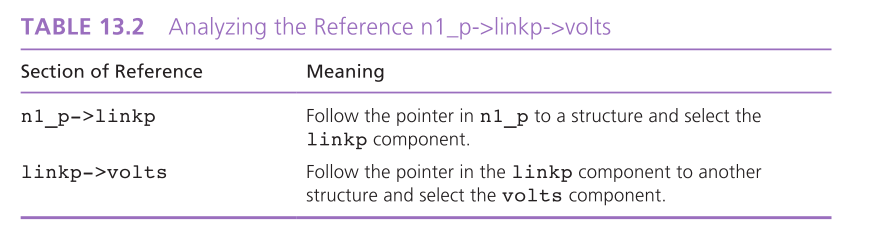 TABLE 13.2 Analyzing the Reference n1_p->linkp->volts
Section of Reference Meaning
n1_p->linkp Follow the pointer in n1_p to a structure and select the
linkp component.
linkp->volts Follow the pointer in the linkp component to another
structure and select the volts component.